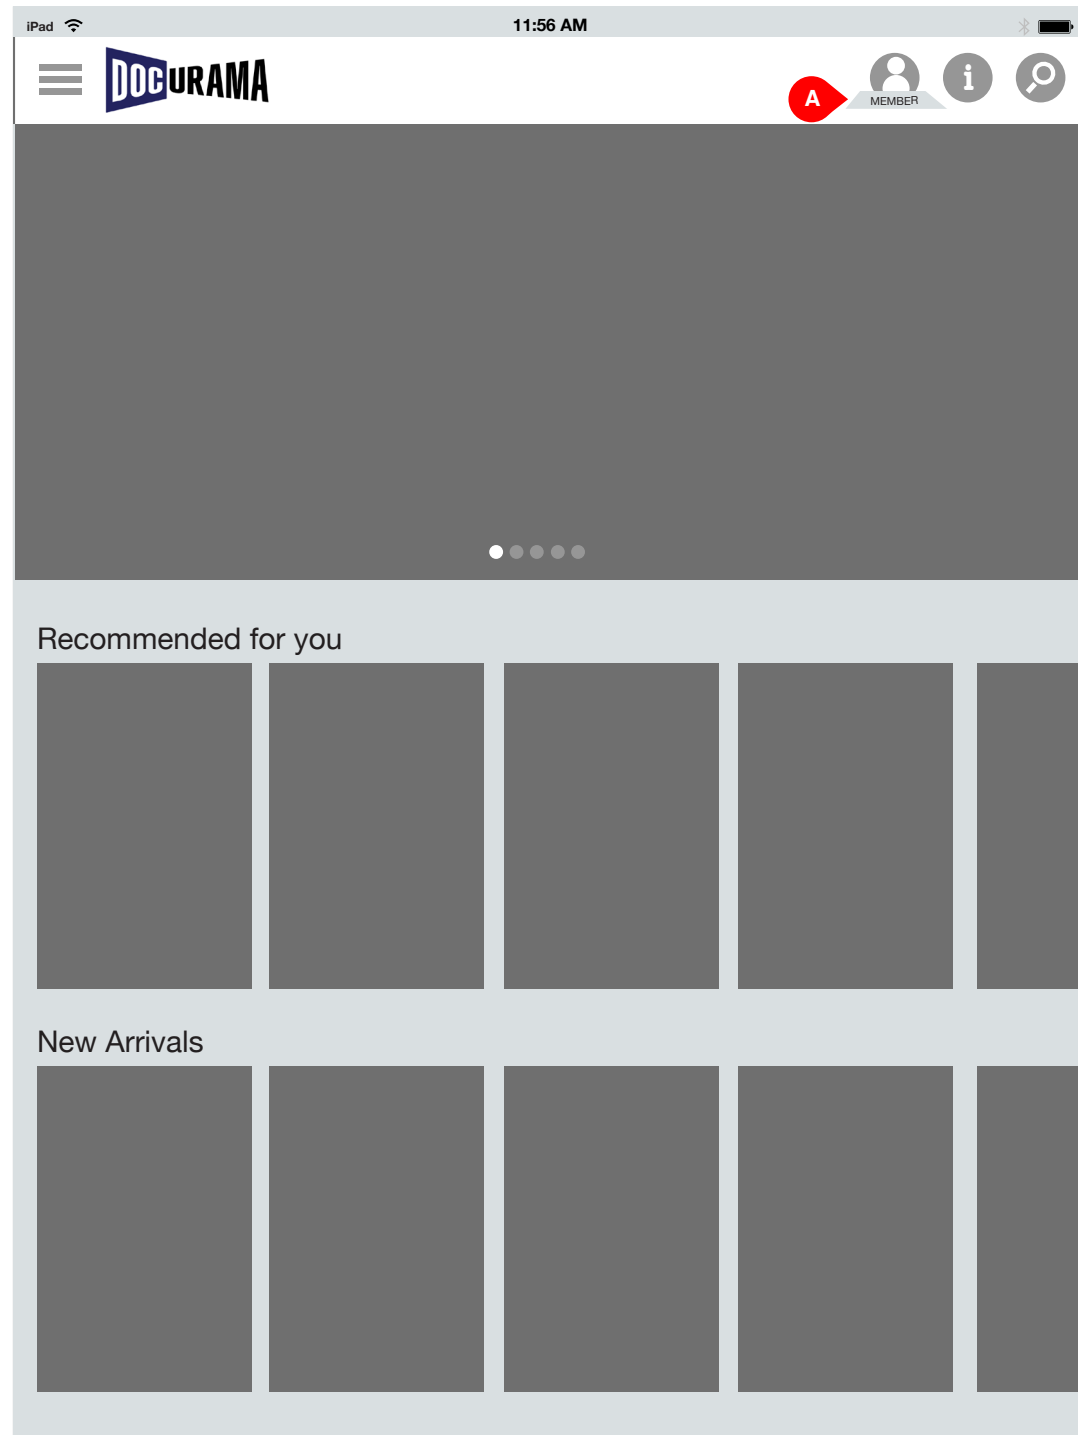 iPad
11:56 AM
DOCURAMA
A
MEMBER
i
Recommended for you
New Arrivals